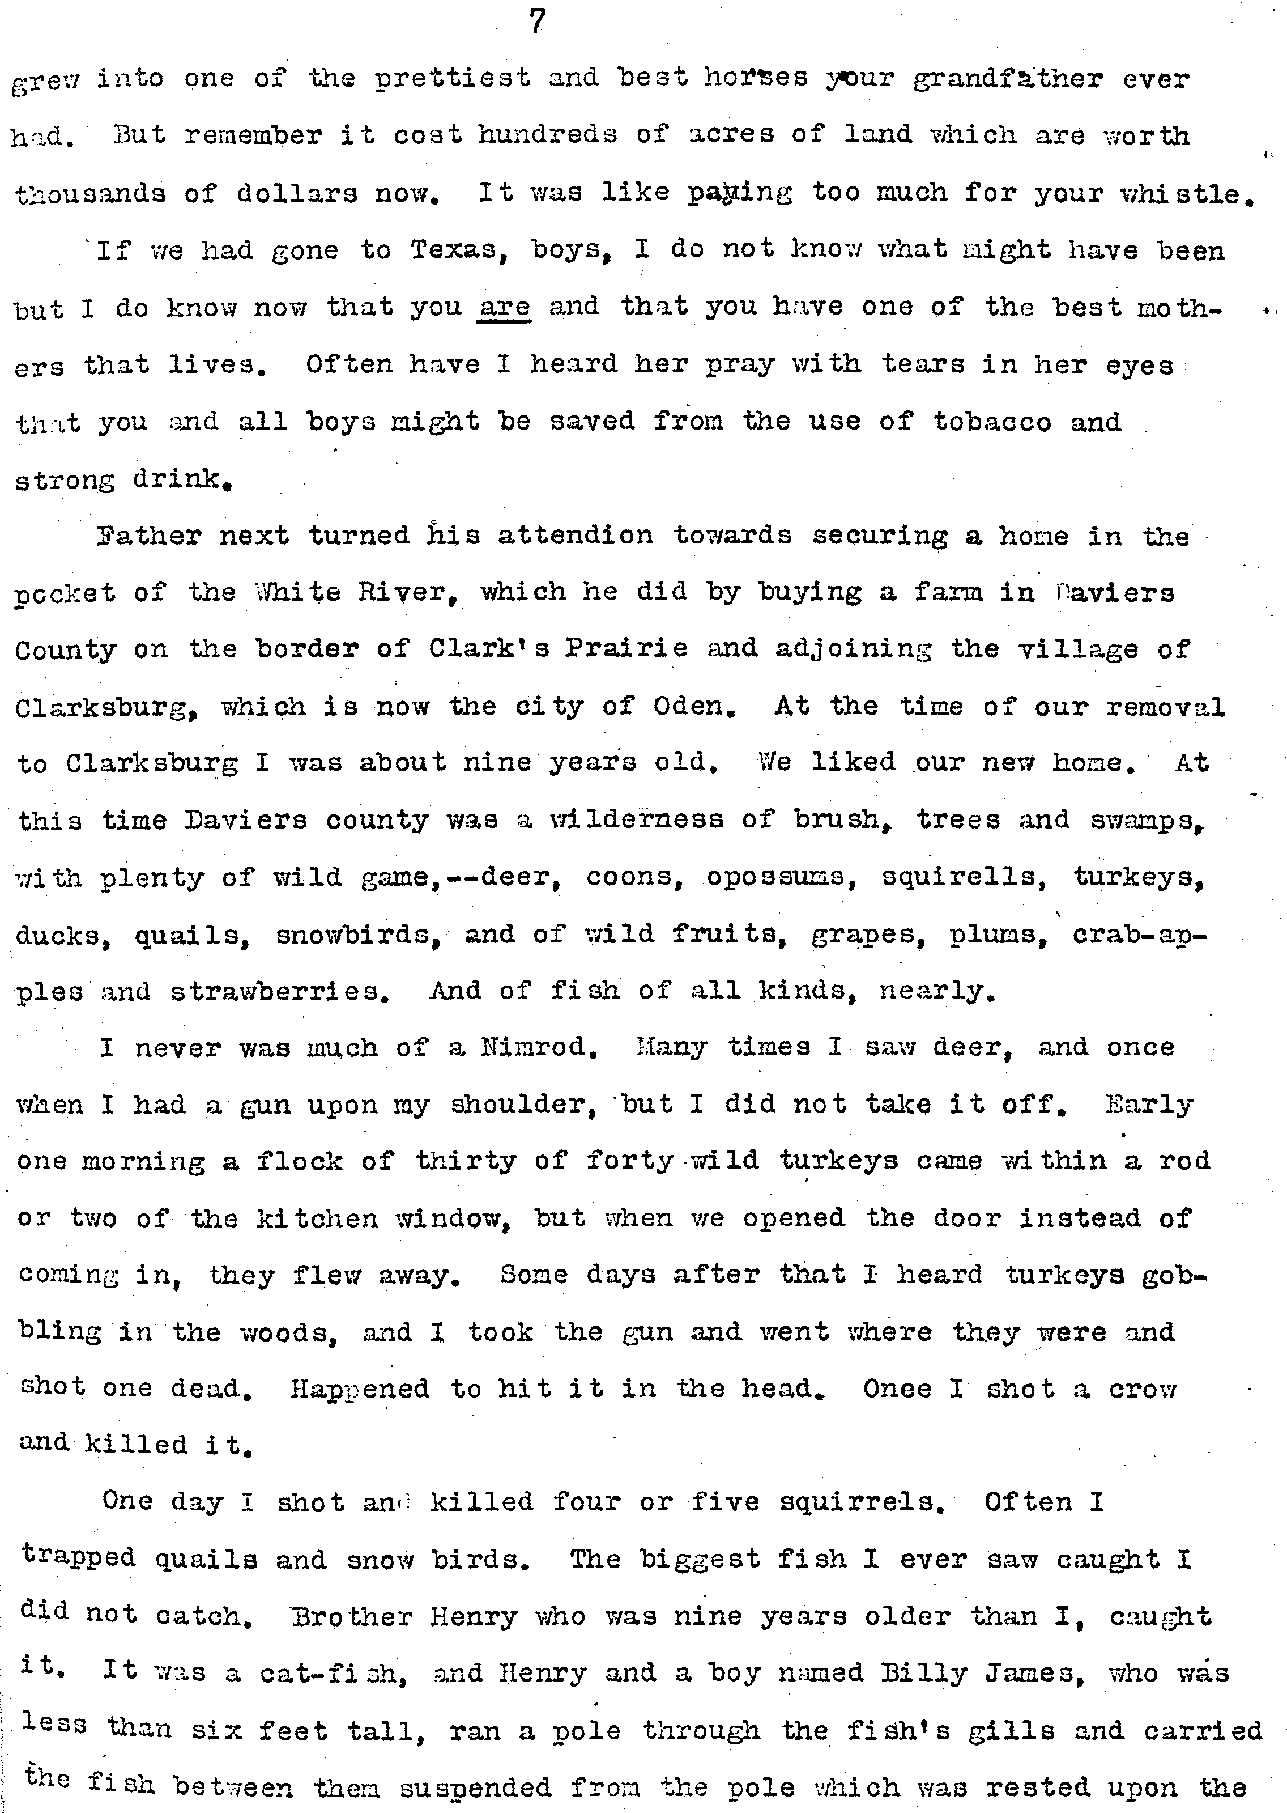 7
grew into one of the prettiest and best horses your grandfather ever
had. But remember it cost hundreds of acres of land which are worth
thousands of dollars now. It was like paying too much for your whistle.
If we had gone to Texas, boys, I do not know what might have been
but I do know now that you are and that you have one of the best moth-
ers that lives. Often have I heard her pray with tears in her eyes
that you and all boys might be saved from the use of tobacco and
strong drink.
Father next turned his attendion towards securing a home in the
pocket of the White River, which he did by buying a farm in Daviers
County on the border of Clark's Prairie and adjoining the village of
Clarksburg, which is now the city of Oden. At the time of our removal
to Clarksburg I was about nine years old. We liked our new home. At
this time Daviers county was a wilderness of brush, trees and swamps,
with plenty of wild game,--deer, coons, opossums, squirells, turkeys,
ducks, quails, snowbirds, and of wild fruits, grapes, plums, crab-ap-
ples and strawberries. And of fish of all kinds, nearly.
I never was much of a Nimrod. Many times I saw deer, and once
when I had a gun upon my shoulder, but I did not take it off. Early
one morning a flock of thirty of forty wild turkeys came within a rod
or two of the kitchen window, but when we opened the door instead of
coming in, they flew away. Some days after that I heard turkeys gob-
bling in the woods, and I took the gun and went where they were and
shot one dead. Happened to hit it in the head. Once I shot a crow
and killed it.
One day I shot and killed four or five squirrels. Often I
trapped quails and snow birds. The biggest fish I ever saw caught I
did not catch. Brother Henry who was nine years older than I, caught
it. It was a cat-fish, and Henry and a boy named Billy James, who was
less than six feet tall, ran a pole through the fish's gills and carried
the fish between them suspended from the pole which was rested upon the